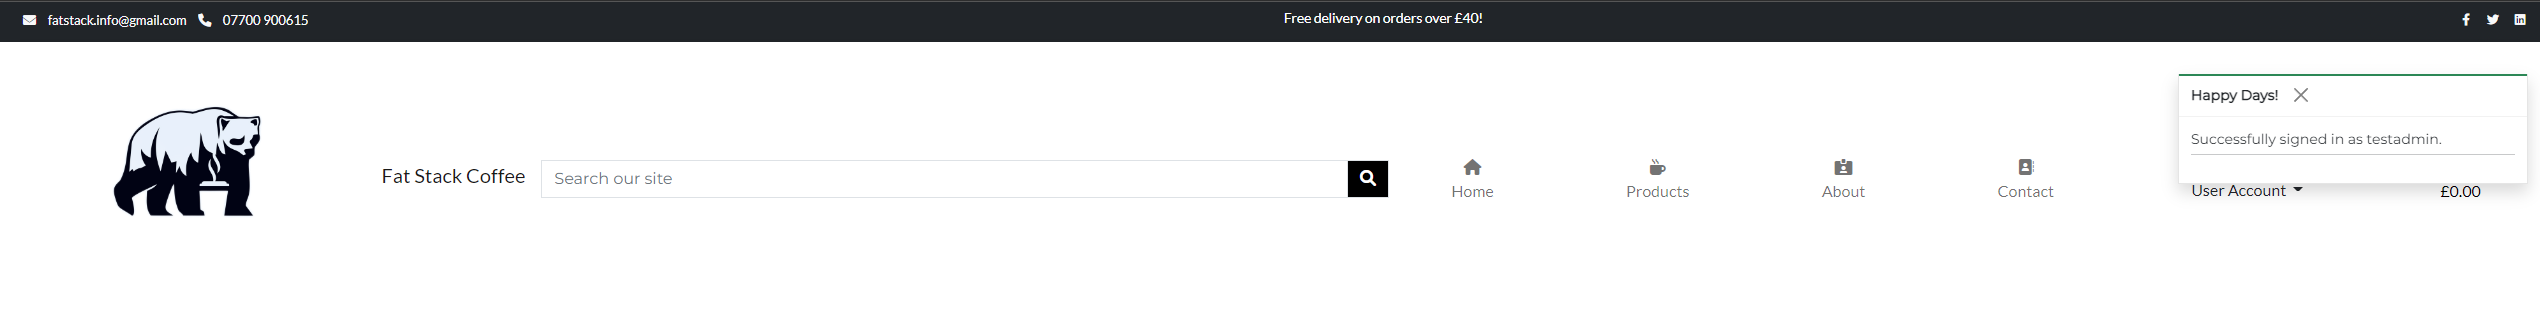 fatstack.info@gmail.com 07700 900615 Free delivery on orders over £40!
Happy Days!
Successfully signed in as testadmin.
Fat Stack Coffee Search our site
Home Products About Contact User Account £0.00